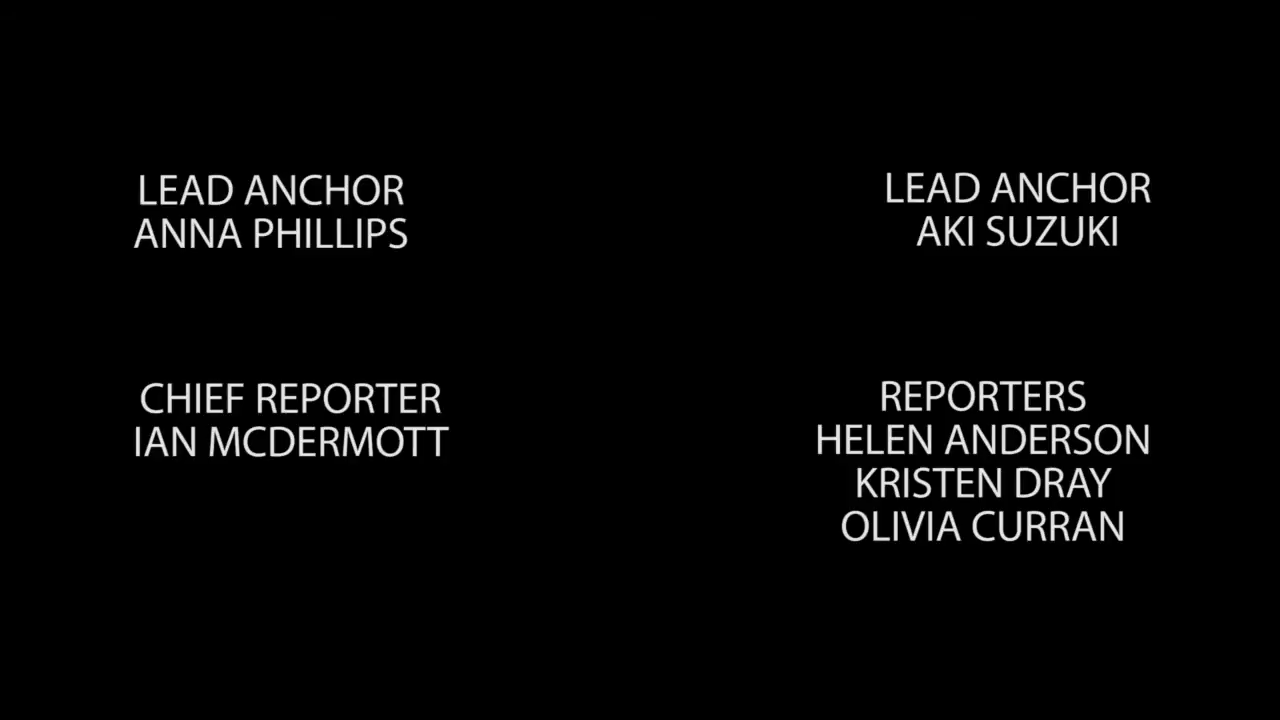 LEAD ANCHOR
ANNA PHILLIPS
LEAD ANCHOR
AKI SUZUKI
CHIEF REPORTER
IAN MCDERMOTT
REPORTERS
HELEN ANDERSON
KRISTEN DRAY
OLIVIA CURRAN